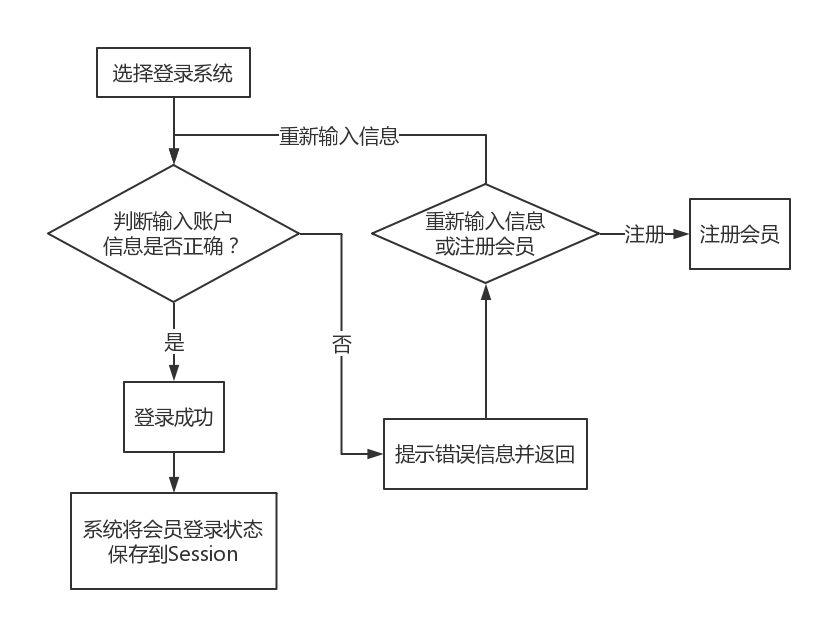 选择登录系统
重新输入信息
判断输入账户
信息是否正确？
重新输入信息
或注册会员
注册
注册会员
是
否
登录成功
提示错误信息并返回
系统将会员登录状态
保存到Session